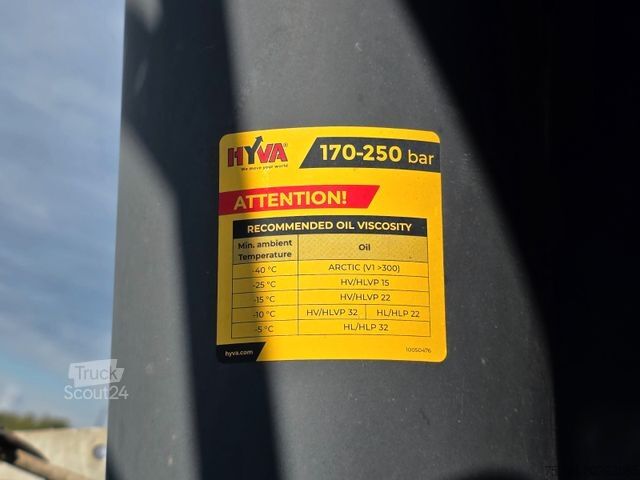 HYVA
We move your world
170-250 bar
ATTENTION!
RECOMMENDED OIL VISCOSITY
Min. ambient Temperature Oil
-40 °C ARCTIC (V1 >300)
-25 °C HV/HLVP 15
-15 °C HV/HLVP 22
-10 °C HV/HLVP 32 HL/HLP 22
-5 °C HL/HLP 32
hyva.com 10050476
Truck
Scout24